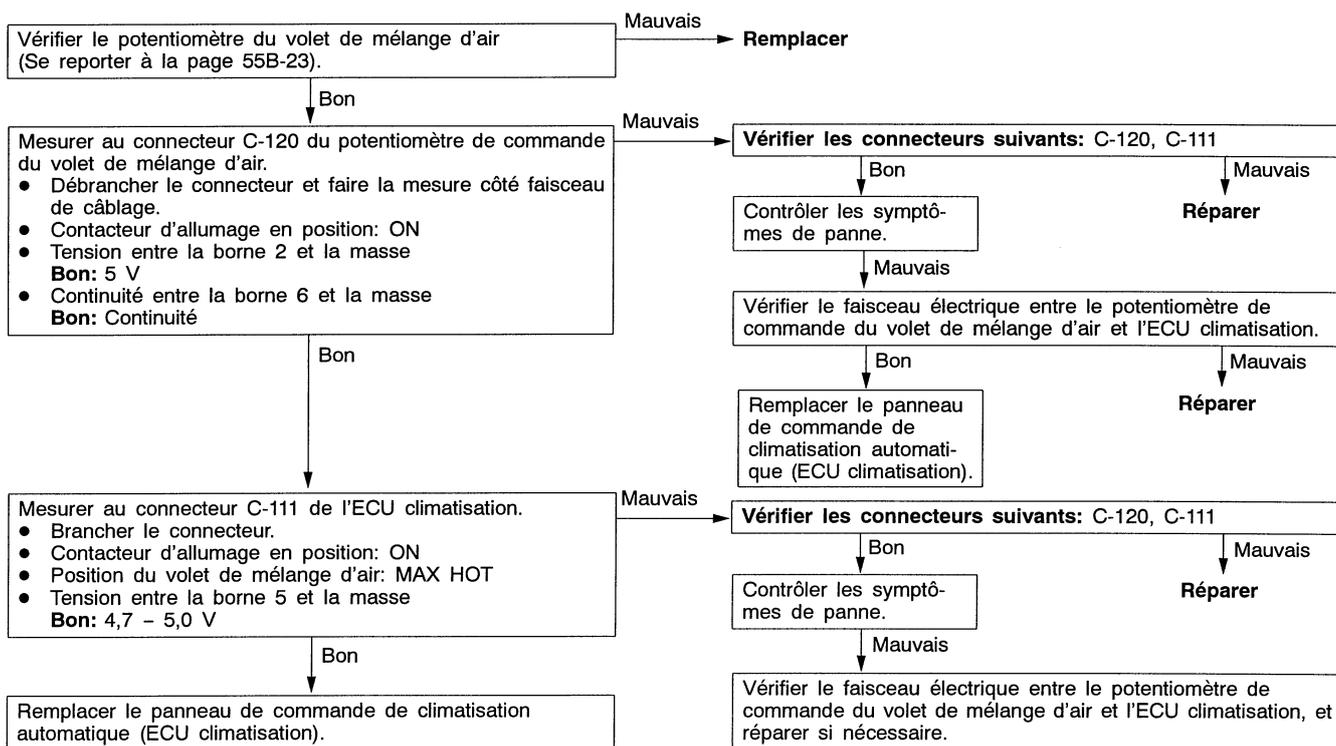 Vérifier le potentiomètre du volet de mélange d'air
(Se reporter à la page 55B-23).
Mauvais
Remplacer
Bon
Mesurer au connecteur C-120 du potentiomètre de commande
du volet de mélange d'air.
● Débrancher le connecteur et faire la mesure côté faisceau
de câblage.
● Contacteur d'allumage en position: ON
● Tension entre la borne 2 et la masse
Bon: 5 V
● Continuité entre la borne 6 et la masse
Bon: Continuité
Mauvais
Vérifier les connecteurs suivants: C-120, C-111
Bon
Mauvais
Contrôler les symptô-
mes de panne.
Réparer
Mauvais
Vérifier le faisceau électrique entre le potentiomètre de
commande du volet de mélange d'air et l'ECU climatisation.
Bon
Mauvais
Remplacer le panneau
de commande de
climatisation automati-
que (ECU climatisation).
Réparer
Bon
Mesurer au connecteur C-111 de l'ECU climatisation.
● Brancher le connecteur.
● Contacteur d'allumage en position: ON
● Position du volet de mélange d'air: MAX HOT
● Tension entre la borne 5 et la masse
Bon: 4,7 – 5,0 V
Mauvais
Vérifier les connecteurs suivants: C-120, C-111
Bon
Mauvais
Contrôler les symptô-
mes de panne.
Réparer
Mauvais
Vérifier le faisceau électrique entre le potentiomètre de
commande du volet de mélange d'air et l'ECU climatisation, et
réparer si nécessaire.
Bon
Remplacer le panneau de commande de climatisation
automatique (ECU climatisation).